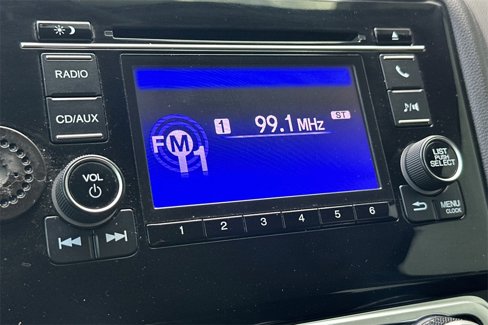 RADIO
CD/AUX
VOL
1 99.1 MHz ST
FM1
LIST
PUSH
SELECT
MENU
CLOCK
1 2 3 4 5 6